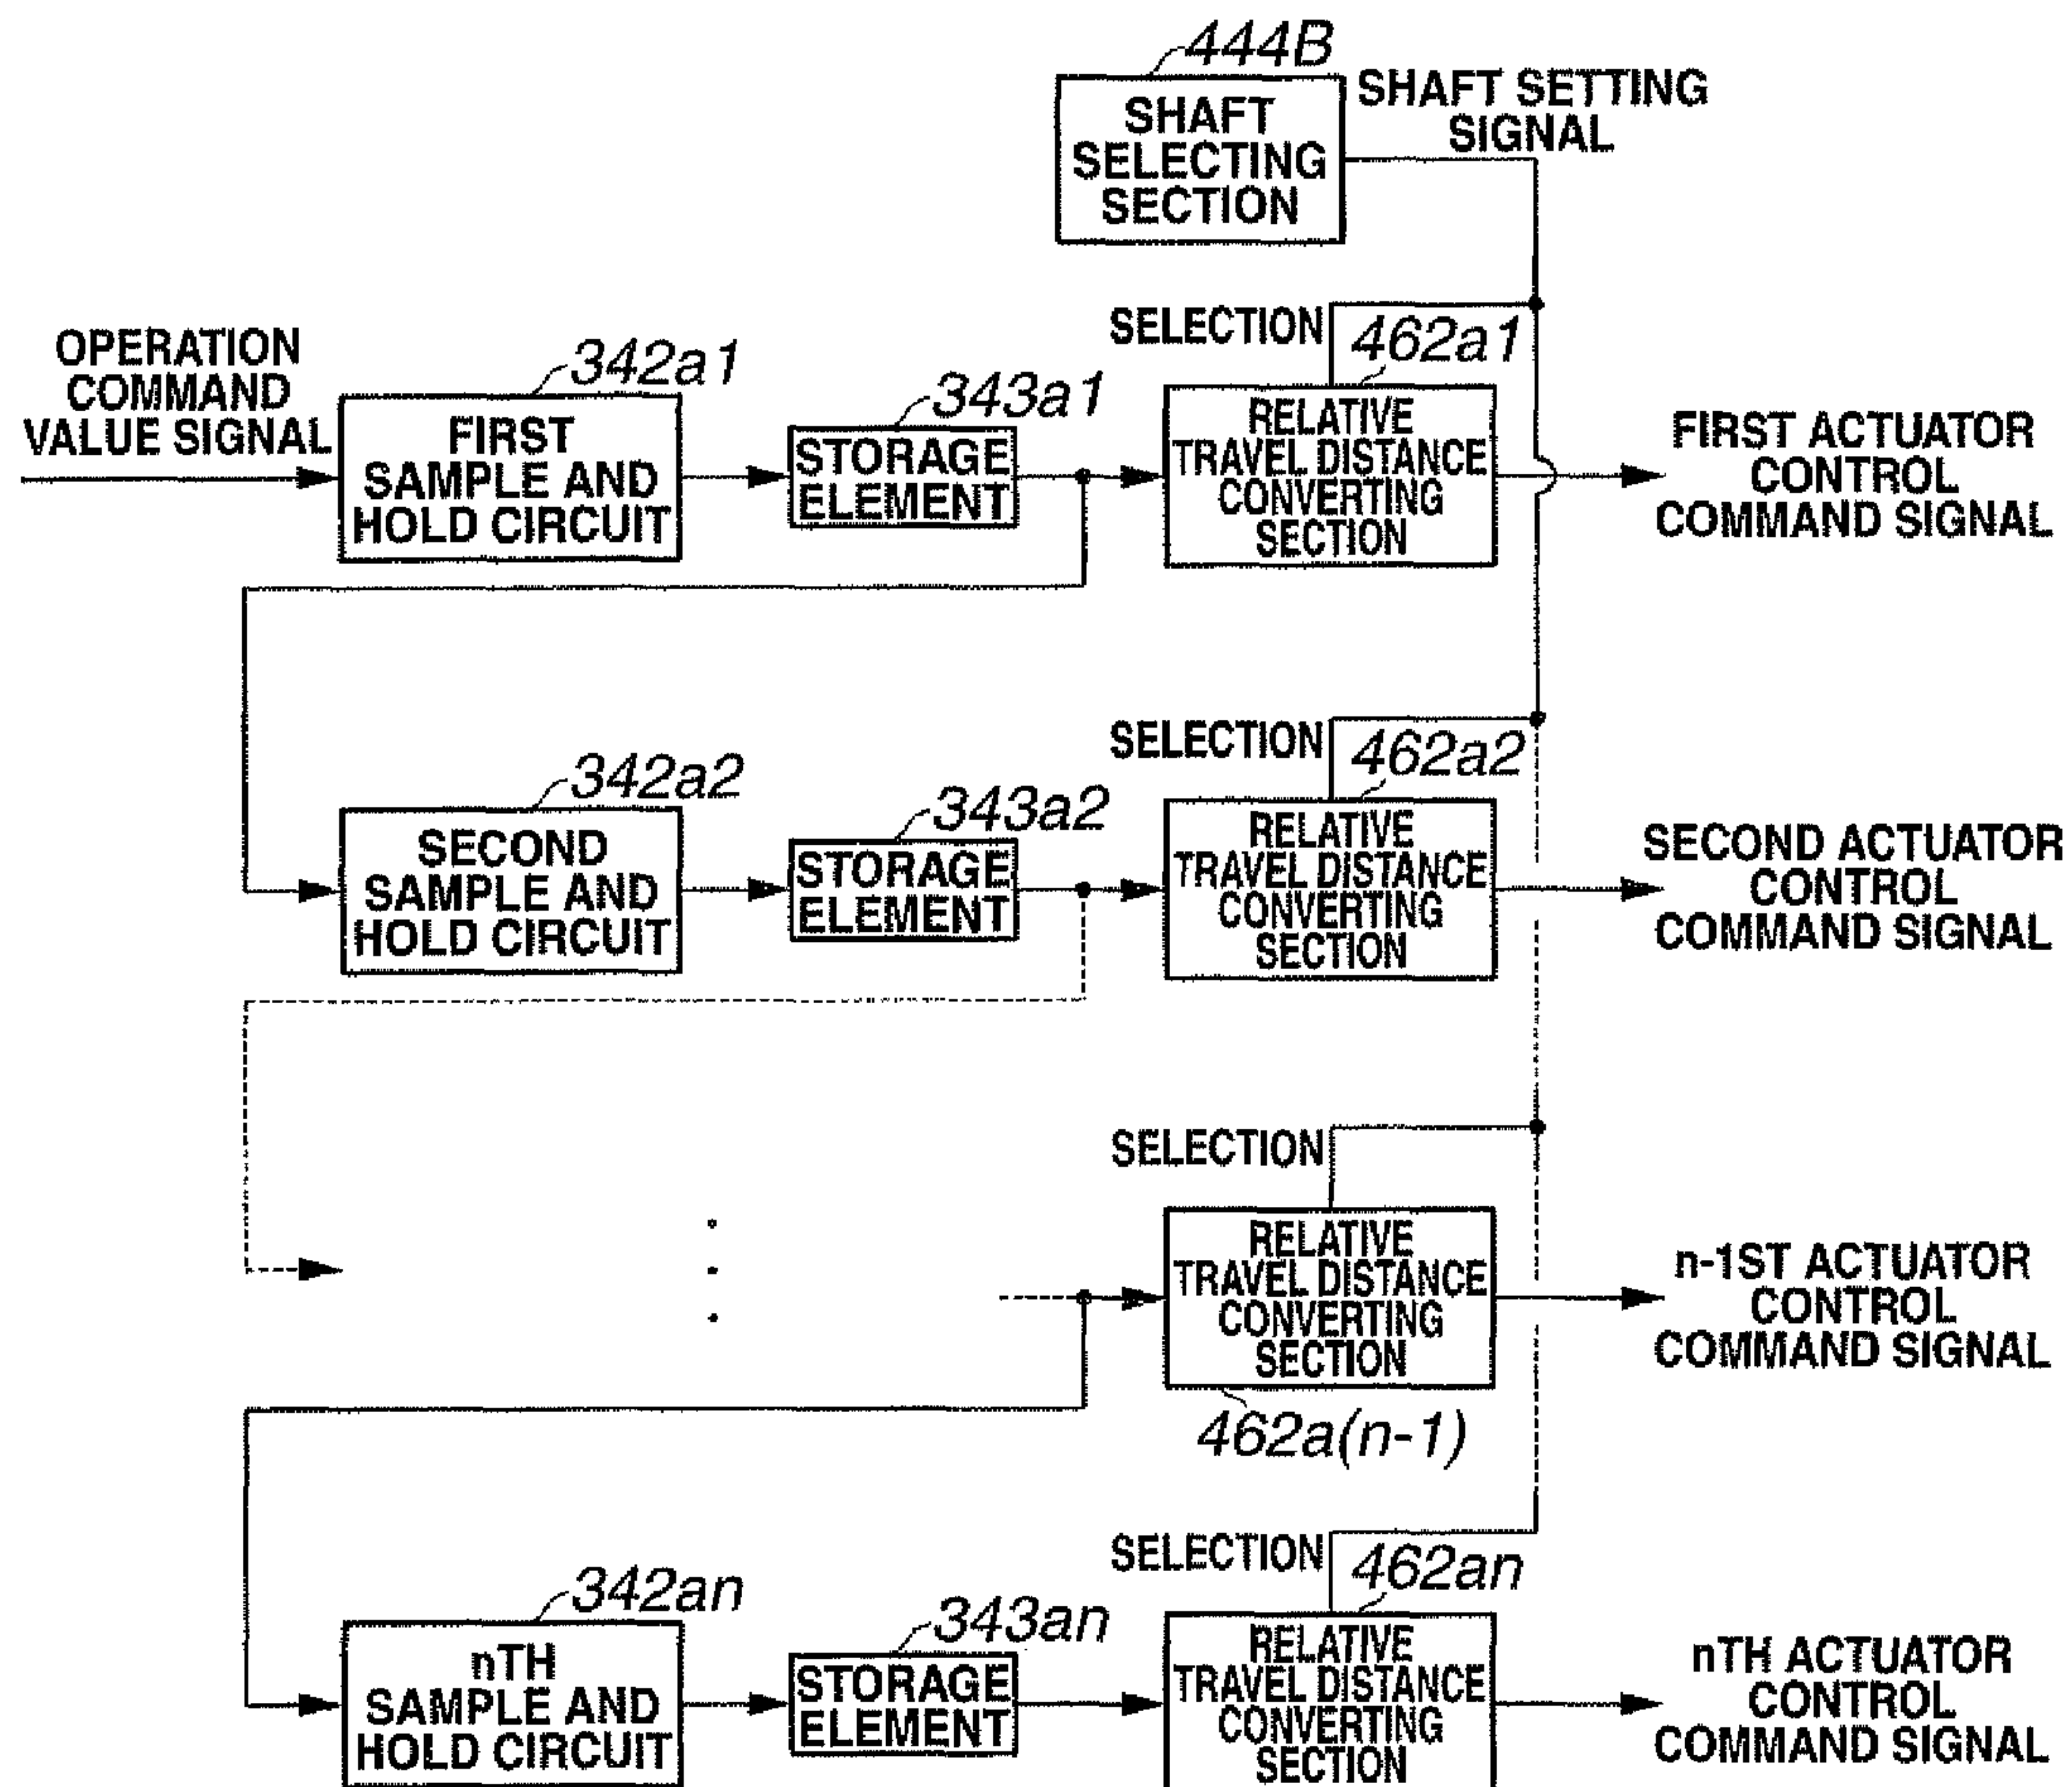 444B
SHAFT
SELECTING
SECTION
SHAFT SETTING
SIGNAL
OPERATION
COMMAND
VALUE SIGNAL
342a1
FIRST
SAMPLE AND
HOLD CIRCUIT
343a1
STORAGE
ELEMENT
SELECTION
462a1
RELATIVE
TRAVEL DISTANCE
CONVERTING
SECTION
FIRST ACTUATOR
CONTROL
COMMAND SIGNAL
342a2
SECOND
SAMPLE AND
HOLD CIRCUIT
343a2
STORAGE
ELEMENT
SELECTION
462a2
RELATIVE
TRAVEL DISTANCE
CONVERTING
SECTION
SECOND ACTUATOR
CONTROL
COMMAND SIGNAL
SELECTION
RELATIVE
TRAVEL DISTANCE
CONVERTING
SECTION
462a(n-1)
n-1ST ACTUATOR
CONTROL
COMMAND SIGNAL
342an
nTH
SAMPLE AND
HOLD CIRCUIT
343an
STORAGE
ELEMENT
SELECTION
462an
RELATIVE
TRAVEL DISTANCE
CONVERTING
SECTION
nTH ACTUATOR
CONTROL
COMMAND SIGNAL